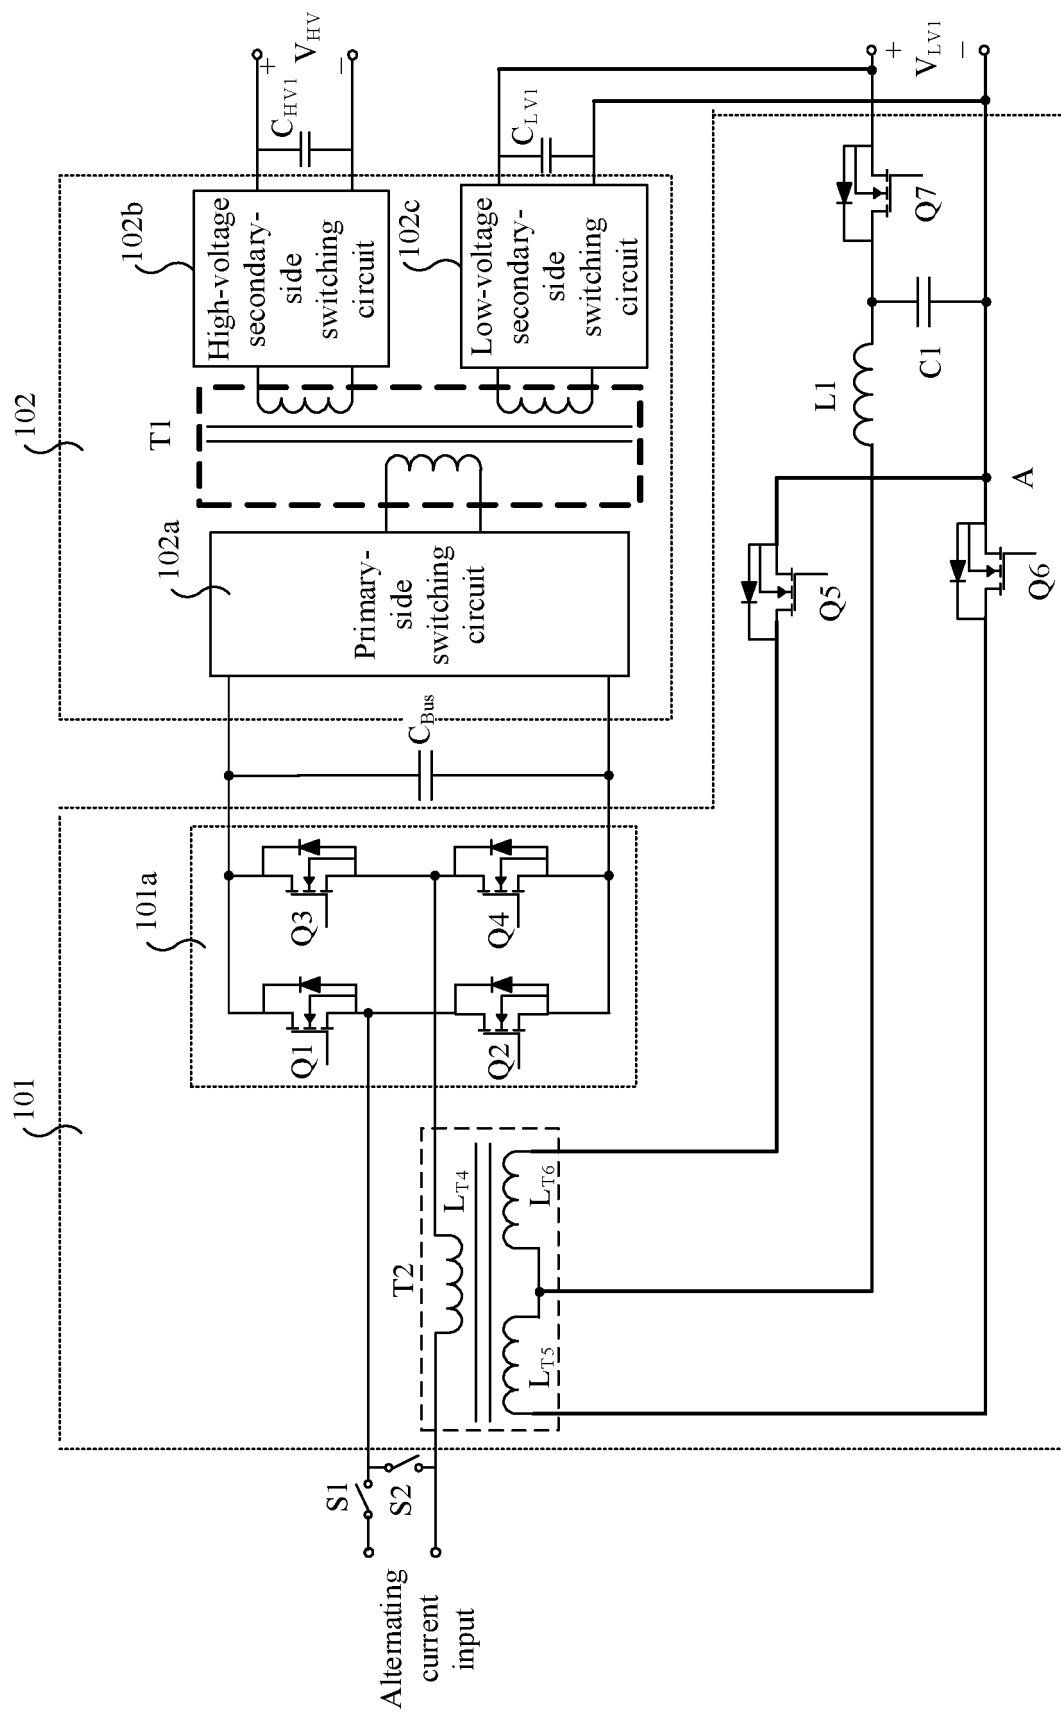 101
101a
102
102a
102b
102c
T1
High-voltage
secondary-
side
switching
circuit
C_HV1
+
V_HV
−
Primary-
side
switching
circuit
Low-voltage
secondary-
side
switching
circuit
C_LV1
C_Bus
Q1
Q3
Q2
Q4
S1
S2
Alternating
current
input
T2
L_T4
L_T5
L_T6
Q5
Q6
A
L1
C1
Q7
+
V_LV1
−